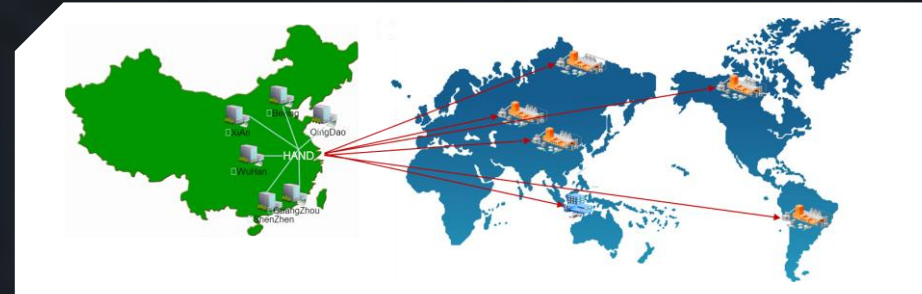 BeiJing
XiAn
QingDao
HAND
WuHan
GuangZhou
ShenZhen